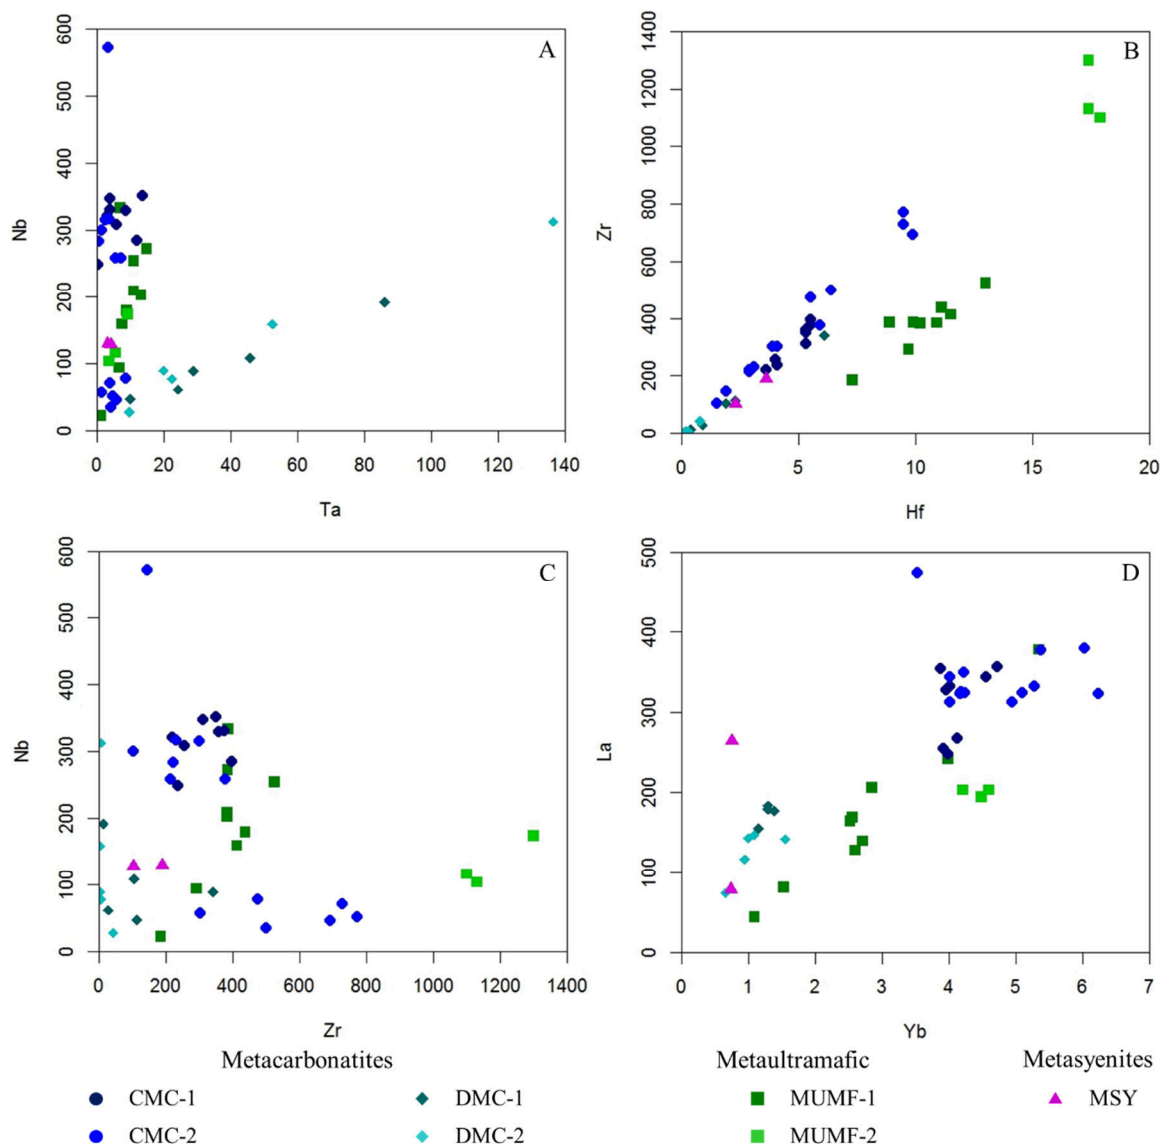 A
Nb
600
500
400
300
200
100
0
0 20 40 60 80 100 120 140
Ta
B
Zr
1400
1200
1000
800
600
400
200
0
0 5 10 15 20
Hf
C
Nb
600
500
400
300
200
100
0
0 200 400 600 800 1000 1200 1400
Zr
D
La
500
400
300
200
100
0
0 1 2 3 4 5 6 7
Yb
Metacarbonatites Metaultramafic Metasyenites
CMC-1 DMC-1 MUMF-1 MSY
CMC-2 DMC-2 MUMF-2